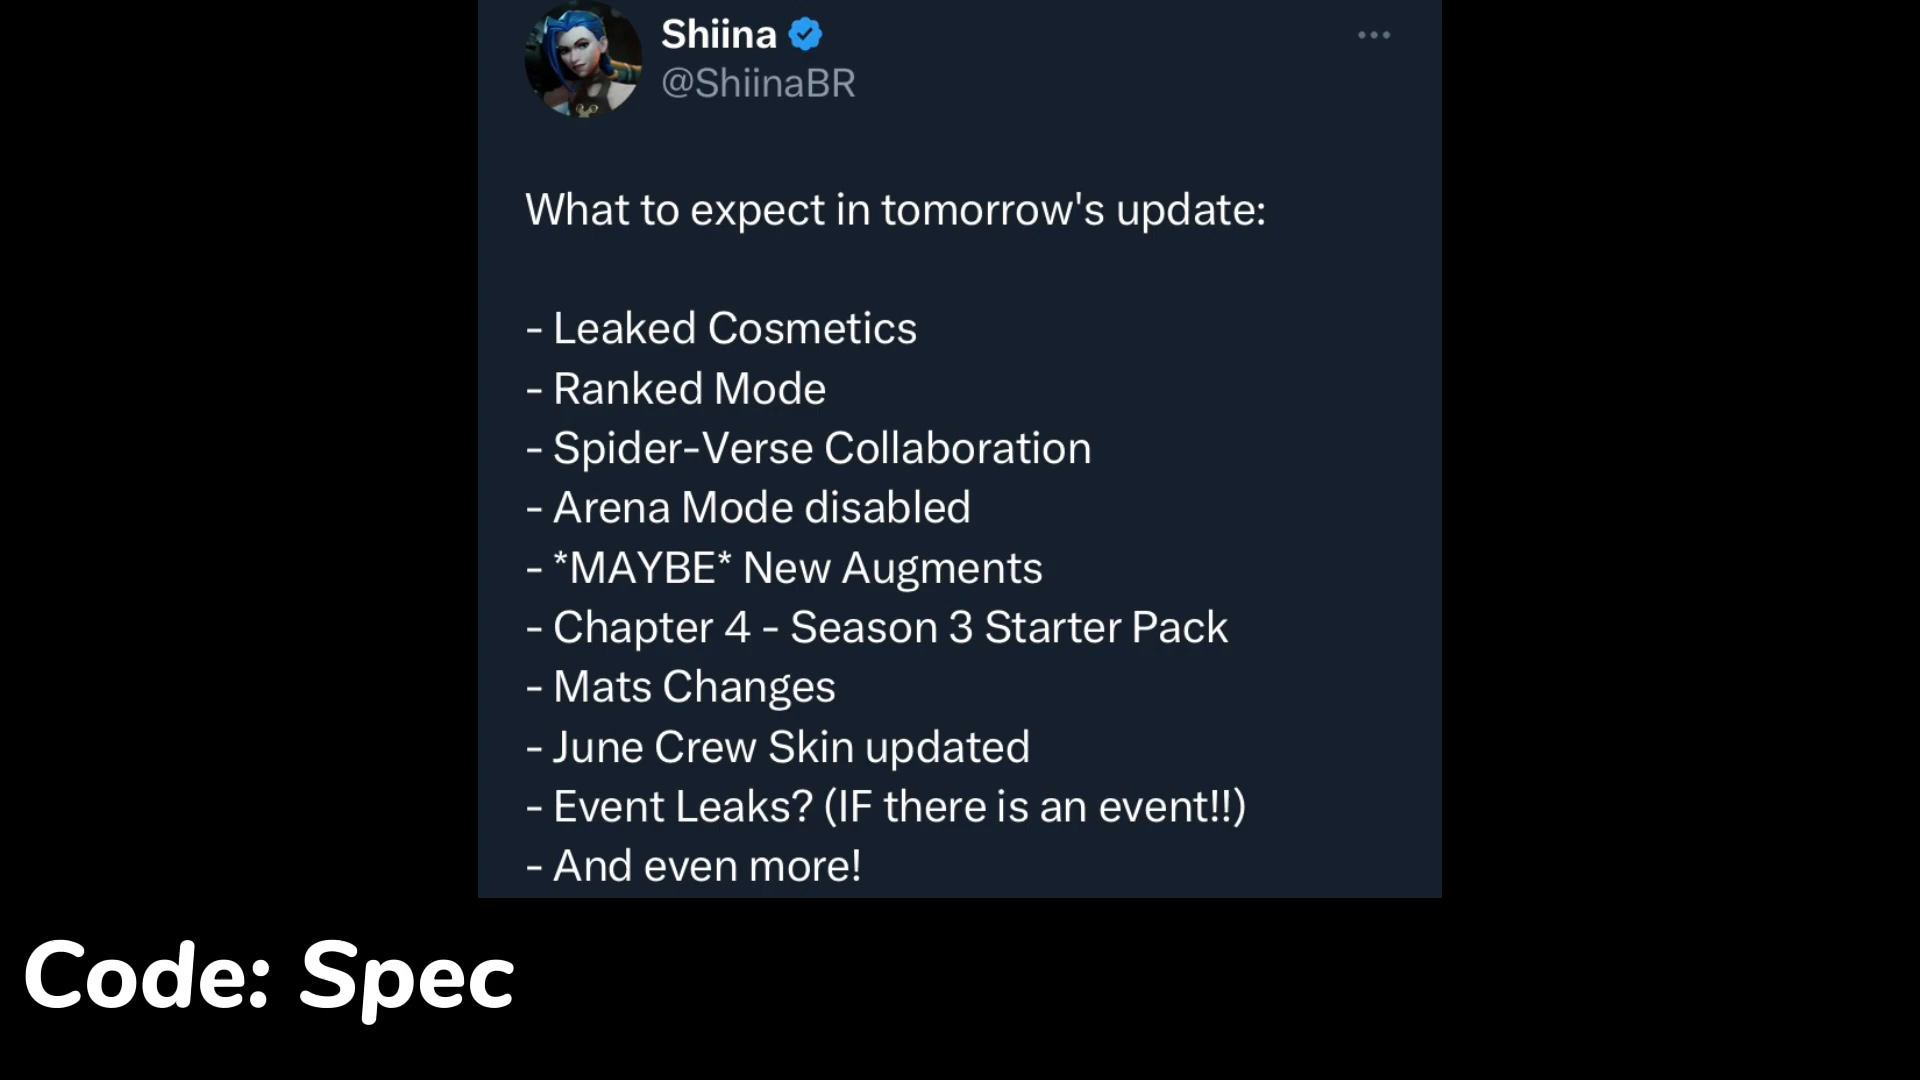 Shiina
@ShiinaBR
What to expect in tomorrow's update:
- Leaked Cosmetics
- Ranked Mode
- Spider-Verse Collaboration
- Arena Mode disabled
- *MAYBE* New Augments
- Chapter 4 - Season 3 Starter Pack
- Mats Changes
- June Crew Skin updated
- Event Leaks? (IF there is an event!!)
- And even more!
Code: Spec